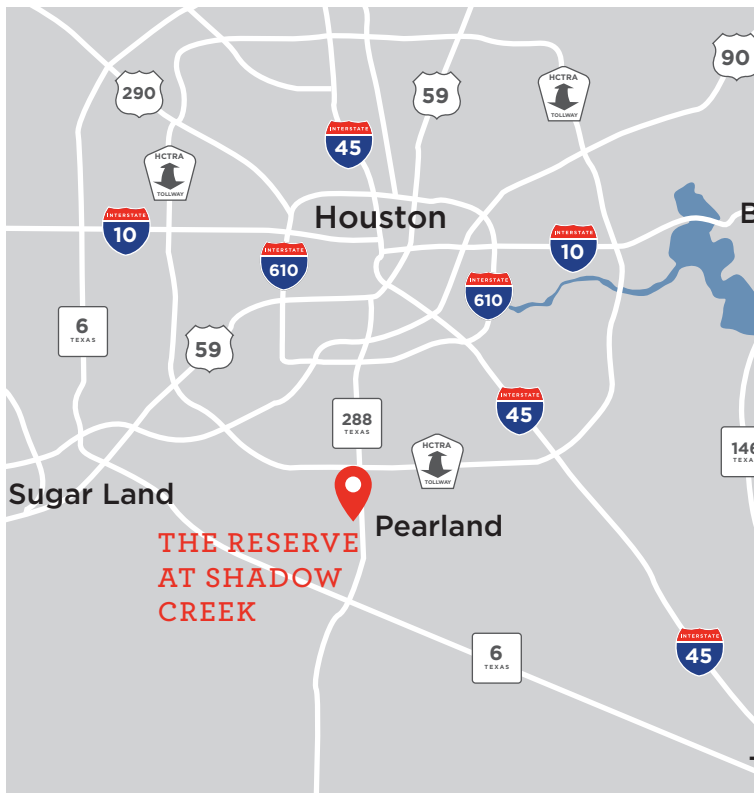 90
HCTRA
TOLLWAY
290
59
INTERSTATE
45
HCTRA
TOLLWAY
Houston
B
INTERSTATE
10
INTERSTATE
10
INTERSTATE
610
INTERSTATE
610
6
TEXAS
59
INTERSTATE
45
288
TEXAS
HCTRA
TOLLWAY
146
TEXA
Sugar Land
Pearland
THE RESERVE
AT SHADOW
CREEK
INTERSTATE
45
6
TEXAS